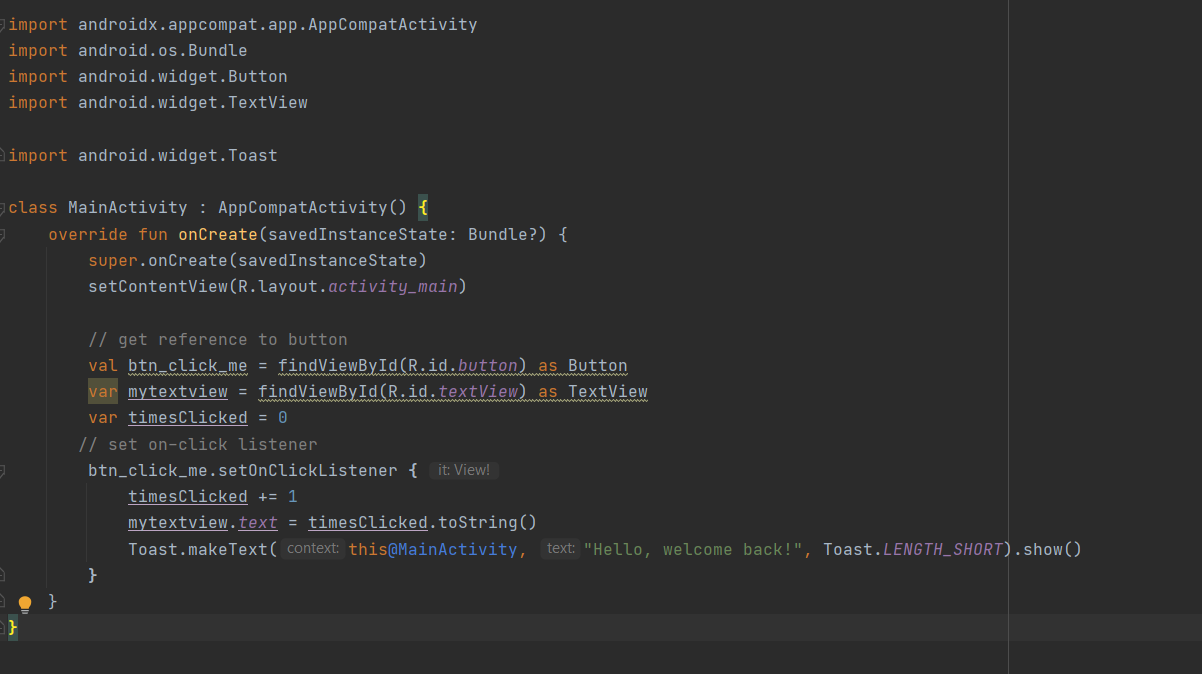 import androidx.appcompat.app.AppCompatActivity
import android.os.Bundle
import android.widget.Button
import android.widget.TextView
import android.widget.Toast
class MainActivity : AppCompatActivity() {
override fun onCreate(savedInstanceState: Bundle?) {
super.onCreate(savedInstanceState)
setContentView(R.layout.activity_main)
// get reference to button
val btn_click_me = findViewById(R.id.button) as Button
var mytextview = findViewById(R.id.textView) as TextView
var timesClicked = 0
// set on-click listener
btn_click_me.setOnClickListener { it: View!
timesClicked += 1
mytextview.text = timesClicked.toString()
Toast.makeText( context: this@MainActivity, text: "Hello, welcome back!", Toast.LENGTH_SHORT).show()
}
}
}